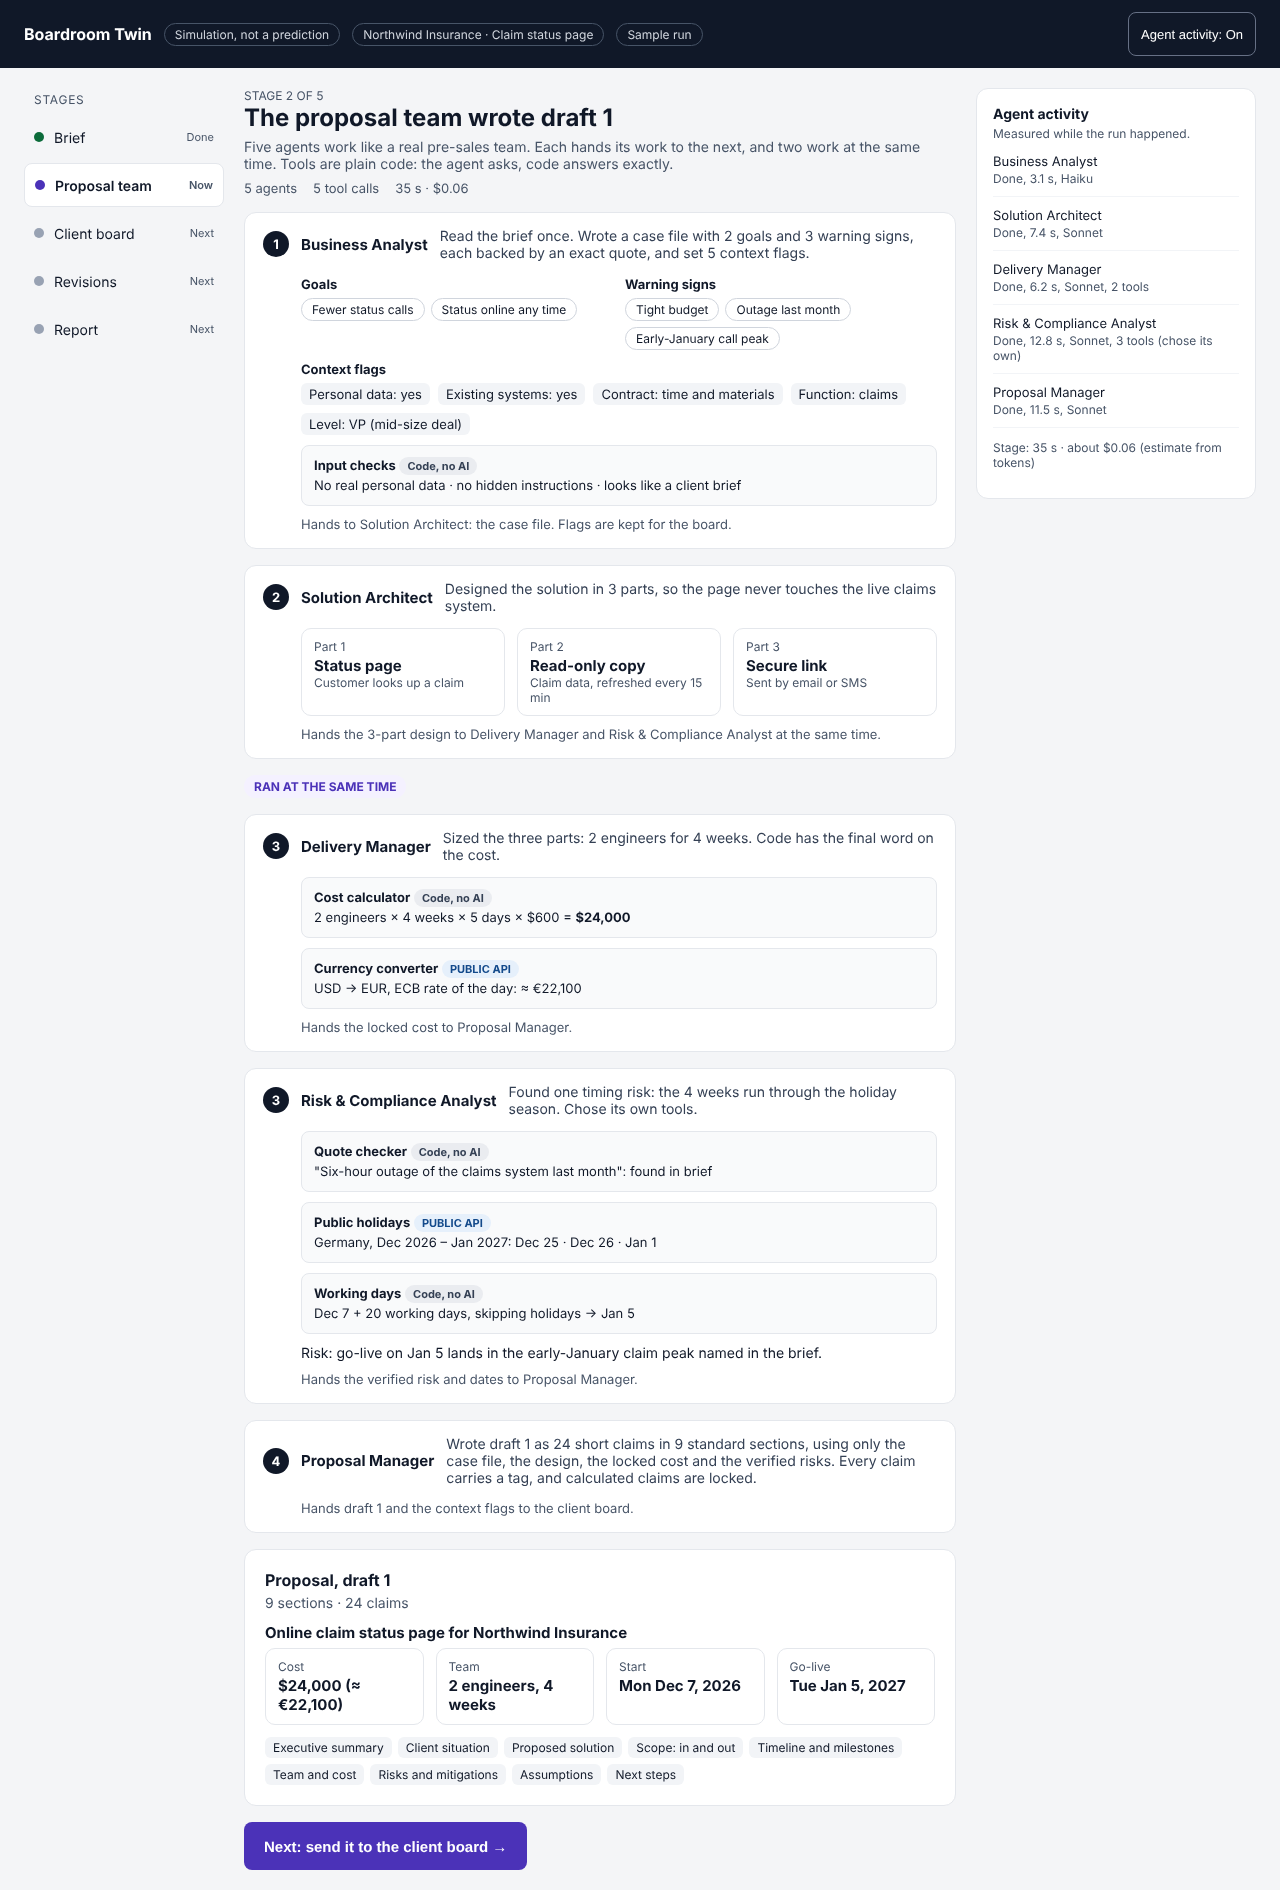 Boardroom Twin
Simulation, not a prediction
Northwind Insurance · Claim status page
Sample run
Agent activity: On
STAGES
Brief
Done
Proposal team
Now
Client board
Next
Revisions
Next
Report
Next
STAGE 2 OF 5
The proposal team wrote draft 1
Five agents work like a real pre-sales team. Each hands its work to the next, and two work at the same
time. Tools are plain code: the agent asks, code answers exactly.
5 agents 5 tool calls 35 s · $0.06
1 Business Analyst
Read the brief once. Wrote a case file with 2 goals and 3 warning signs,
each backed by an exact quote, and set 5 context flags.
Goals
Fewer status calls
Status online any time
Warning signs
Tight budget
Outage last month
Early-January call peak
Context flags
Personal data: yes
Existing systems: yes
Contract: time and materials
Function: claims
Level: VP (mid-size deal)
Input checks Code, no AI
No real personal data · no hidden instructions · looks like a client brief
Hands to Solution Architect: the case file. Flags are kept for the board.
2 Solution Architect
Designed the solution in 3 parts, so the page never touches the live claims
system.
Part 1
Status page
Customer looks up a claim
Part 2
Read-only copy
Claim data, refreshed every 15
min
Part 3
Secure link
Sent by email or SMS
Hands the 3-part design to Delivery Manager and Risk & Compliance Analyst at the same time.
RAN AT THE SAME TIME
3 Delivery Manager
Sized the three parts: 2 engineers for 4 weeks. Code has the final word on
the cost.
Cost calculator Code, no AI
2 engineers × 4 weeks × 5 days × $600 = $24,000
Currency converter PUBLIC API
USD → EUR, ECB rate of the day: ≈ €22,100
Hands the locked cost to Proposal Manager.
3 Risk & Compliance Analyst
Found one timing risk: the 4 weeks run through the holiday
season. Chose its own tools.
Quote checker Code, no AI
"Six-hour outage of the claims system last month": found in brief
Public holidays PUBLIC API
Germany, Dec 2026 – Jan 2027: Dec 25 · Dec 26 · Jan 1
Working days Code, no AI
Dec 7 + 20 working days, skipping holidays → Jan 5
Risk: go-live on Jan 5 lands in the early-January claim peak named in the brief.
Hands the verified risk and dates to Proposal Manager.
4 Proposal Manager
Wrote draft 1 as 24 short claims in 9 standard sections, using only the
case file, the design, the locked cost and the verified risks. Every claim
carries a tag, and calculated claims are locked.
Hands draft 1 and the context flags to the client board.
Proposal, draft 1
9 sections · 24 claims
Online claim status page for Northwind Insurance
Cost
$24,000 (≈
€22,100)
Team
2 engineers, 4
weeks
Start
Mon Dec 7, 2026
Go-live
Tue Jan 5, 2027
Executive summary
Client situation
Proposed solution
Scope: in and out
Timeline and milestones
Team and cost
Risks and mitigations
Assumptions
Next steps
Next: send it to the client board →
Agent activity
Measured while the run happened.
Business Analyst
Done, 3.1 s, Haiku
Solution Architect
Done, 7.4 s, Sonnet
Delivery Manager
Done, 6.2 s, Sonnet, 2 tools
Risk & Compliance Analyst
Done, 12.8 s, Sonnet, 3 tools (chose its
own)
Proposal Manager
Done, 11.5 s, Sonnet
Stage: 35 s · about $0.06 (estimate from
tokens)